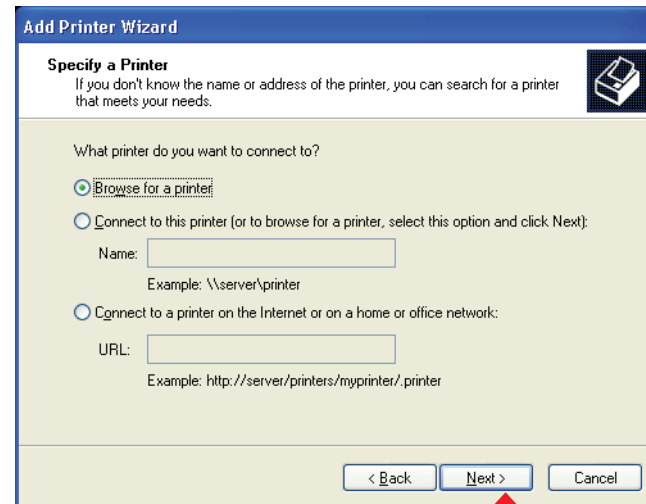 Add Printer Wizard
Specify a Printer
If you don't know the name or address of the printer, you can search for a printer
that meets your needs.
What printer do you want to connect to?
Browse for a printer
Connect to this printer (or to browse for a printer, select this option and click Next):
Name:
Example: \\server\printer
Connect to a printer on the Internet or on a home or office network:
URL:
Example: http://server/printers/myprinter/.printer
< Back Next > Cancel